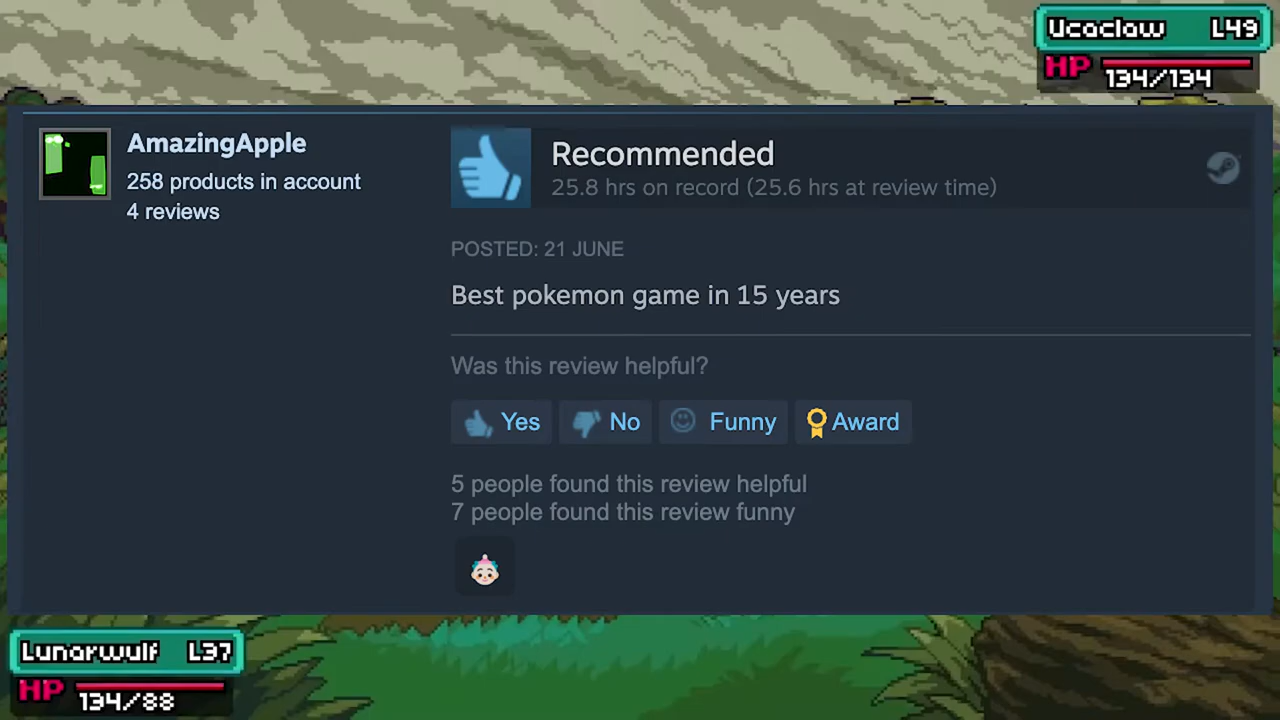 Ucaclaw L49
HP 134/134
AmazingApple
258 products in account
4 reviews
Recommended
25.8 hrs on record (25.6 hrs at review time)
POSTED: 21 JUNE
Best pokemon game in 15 years
Was this review helpful?
Yes No Funny Award
5 people found this review helpful
7 people found this review funny
Lunarwulf L37
HP 134/88